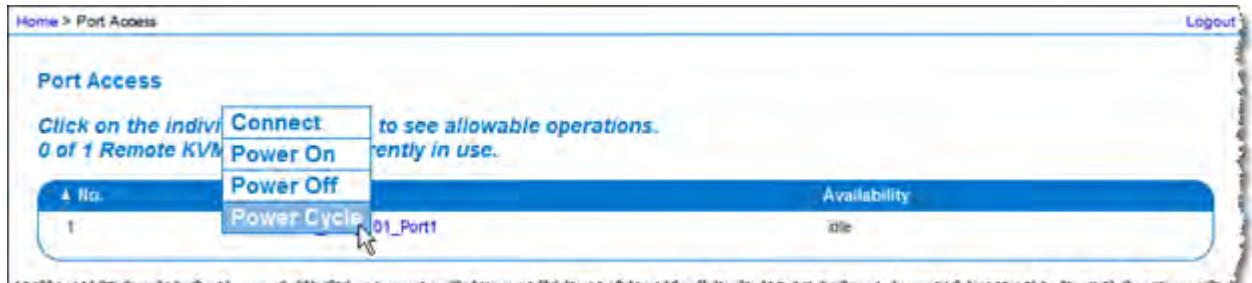 Home > Port Access
Logout
Port Access
Click on the indivi to see allowable operations.
0 of 1 Remote KVM rently in use.
Connect
Power On
Power Off
Power Cycle
▲ No.
Availability
1
01_Port1
idle